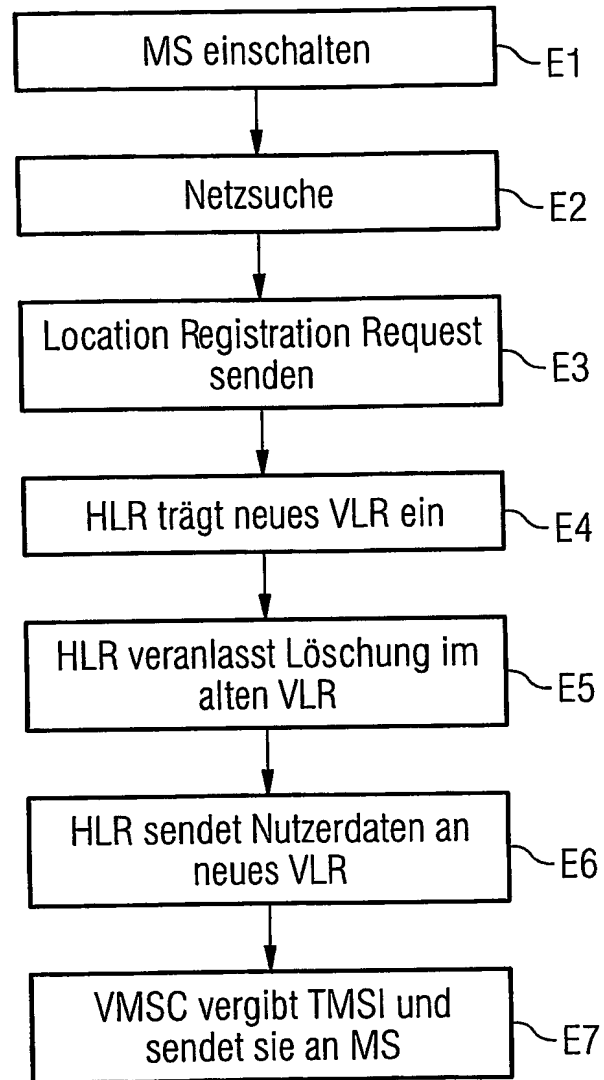 MS einschalten
E1
Netzsuche
E2
Location Registration Request
senden
E3
HLR trägt neues VLR ein
E4
HLR veranlasst Löschung im
alten VLR
E5
HLR sendet Nutzerdaten an
neues VLR
E6
VMSC vergibt TMSI und
sendet sie an MS
E7